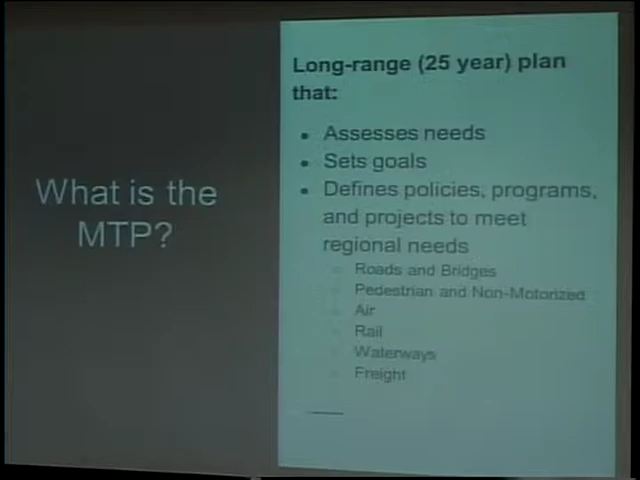 What is the
MTP?
Long-range (25 year) plan
that:
• Assesses needs
• Sets goals
• Defines policies, programs,
and projects to meet
regional needs
Roads and Bridges
Pedestrian and Non-Motorized
Air
Rail
Waterways
Freight